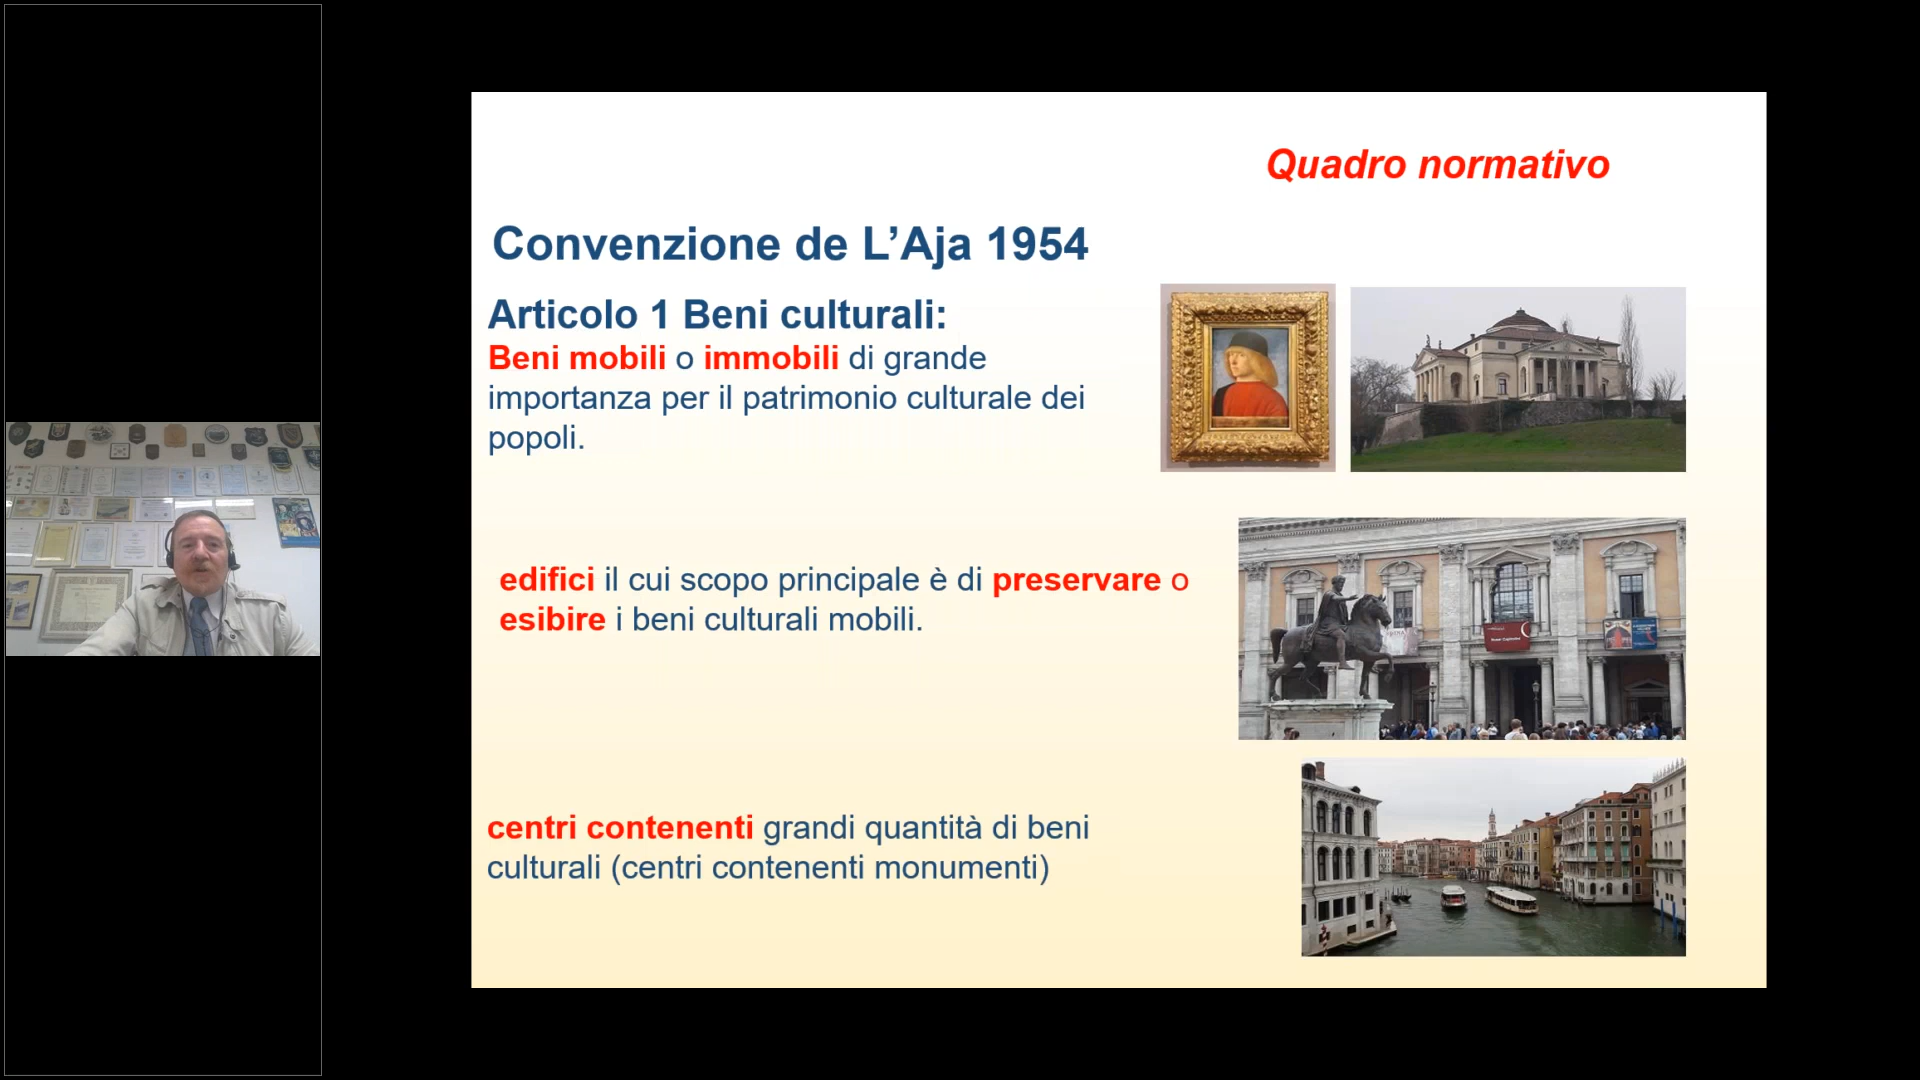 Quadro normativo
Convenzione de L’Aja 1954
Articolo 1 Beni culturali:
Beni mobili o immobili di grande
importanza per il patrimonio culturale dei
popoli.
edifici il cui scopo principale è di preservare o
esibire i beni culturali mobili.
centri contenenti grandi quantità di beni
culturali (centri contenenti monumenti)